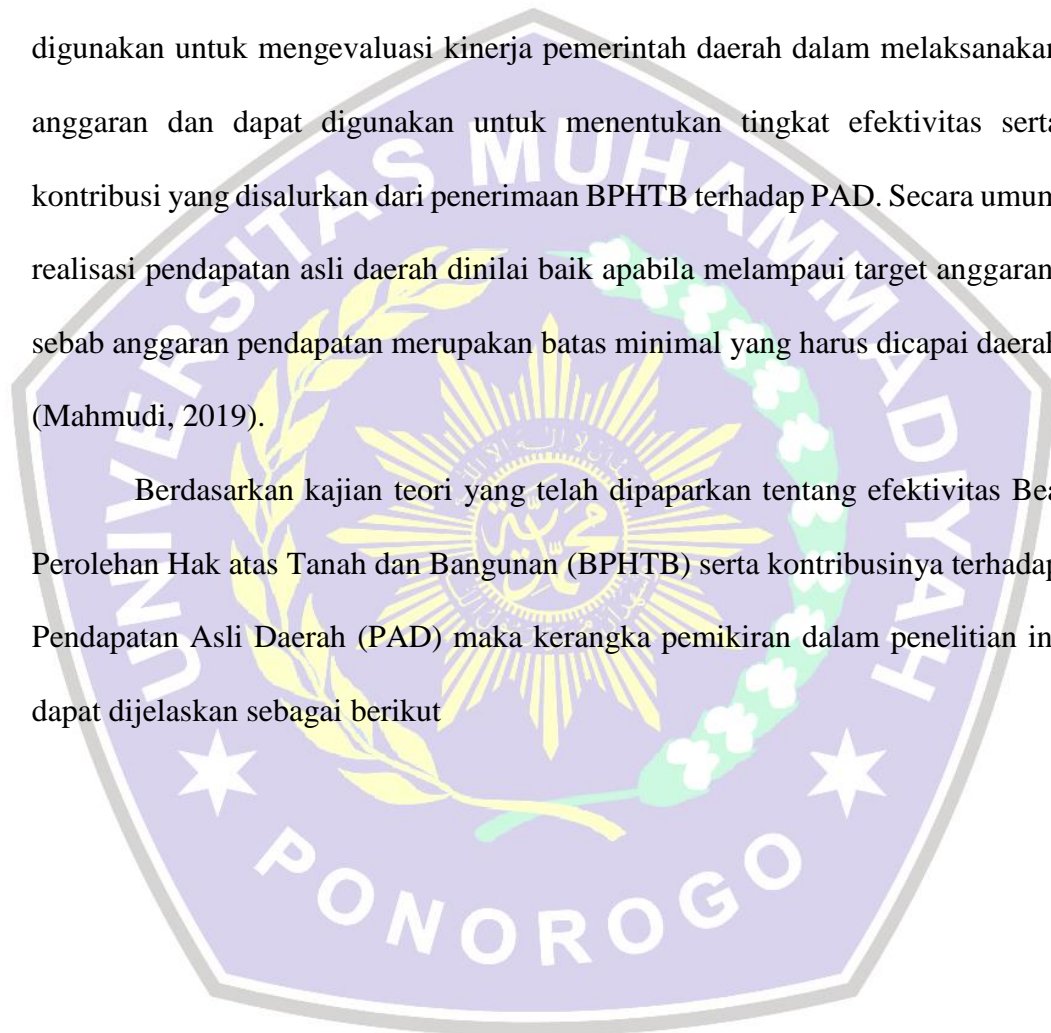 digunakan untuk mengevaluasi kinerja pemerintah daerah dalam melaksanakan
anggaran dan dapat digunakan untuk menentukan tingkat efektivitas serta
kontribusi yang disalurkan dari penerimaan BPHTB terhadap PAD. Secara umum
realisasi pendapatan asli daerah dinilai baik apabila melampaui target anggaran
sebab anggaran pendapatan merupakan batas minimal yang harus dicapai daerah
(Mahmudi, 2019).
Berdasarkan kajian teori yang telah dipaparkan tentang efektivitas Bea
Perolehan Hak atas Tanah dan Bangunan (BPHTB) serta kontribusinya terhadap
Pendapatan Asli Daerah (PAD) maka kerangka pemikiran dalam penelitian in
dapat dijelaskan sebagai berikut
UNIVERSITAS MUHAMMADIYAH
PONOROGO